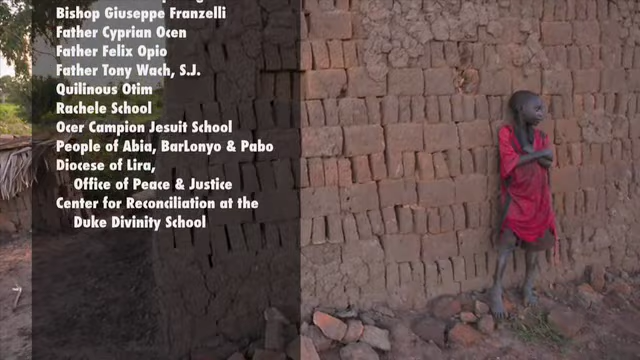 Bishop Giuseppe Franzelli
Father Cyprian Ocen
Father Felix Opio
Father Tony Wach, S.J.
Quilinous Otim
Rachele School
Ocer Campion Jesuit School
People of Abia, BarLonyo & Pabo
Diocese of Lira,
Office of Peace & Justice
Center for Reconciliation at the
Duke Divinity School